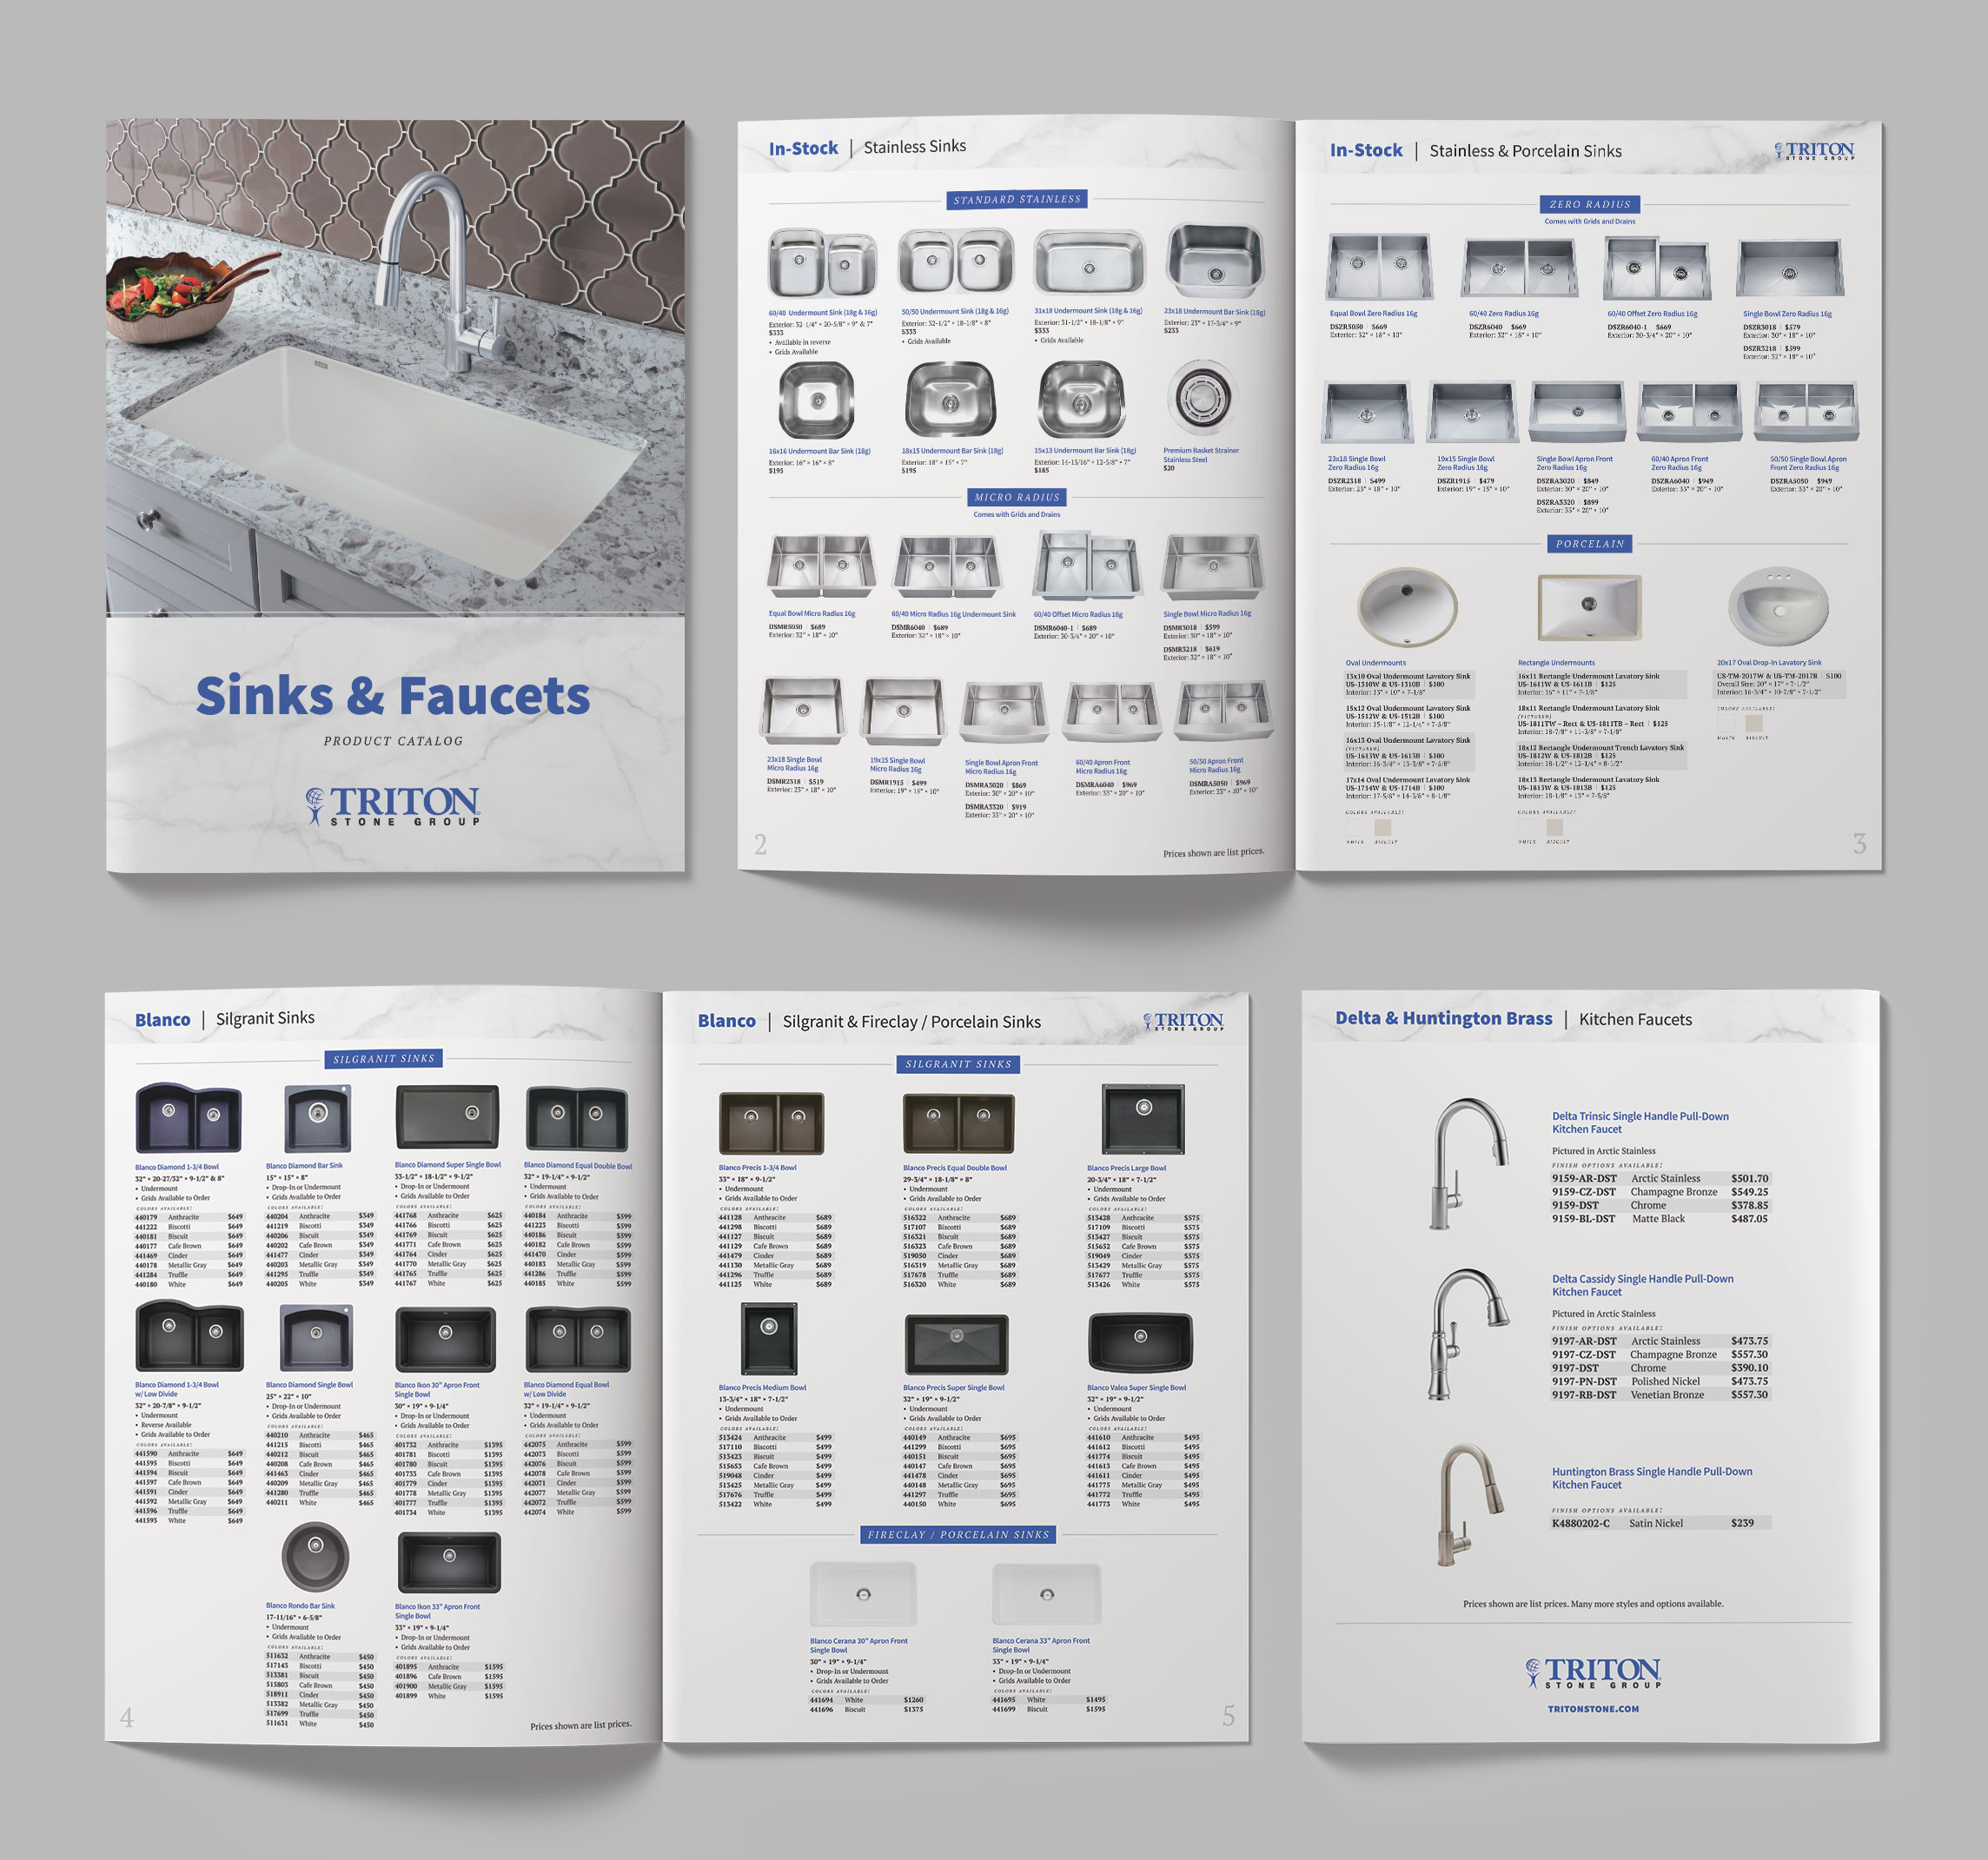 Sinks & Faucets
PRODUCT CATALOG
TRITON
STONE GROUP
In-Stock | Stainless Sinks
STANDARD STAINLESS
60/40 Undermount Sink (18g & 16g)
Exterior: 32-1/4" × 20-5/8" × 9" & 7"
$333
• Available in reverse
• Grids Available
50/50 Undermount Sink (18g & 16g)
Exterior: 32-1/2" × 18-1/8" × 8"
$333
• Grids Available
31x18 Undermount Sink (18g & 16g)
Exterior: 31-1/2" × 18-1/8" × 9"
$333
• Grids Available
23x18 Undermount Bar Sink (18g)
Exterior: 23" × 17-3/4" × 9"
$233
16x16 Undermount Bar Sink (18g)
Exterior: 16" × 16" × 8"
$195
18x15 Undermount Bar Sink (18g)
Exterior: 18" × 15" × 7"
$195
15x13 Undermount Bar Sink (18g)
Exterior: 14-15/16" × 12-5/8" × 7"
$185
Premium Basket Strainer
Stainless Steel
$20
MICRO RADIUS
Comes with Grids and Drains
Equal Bowl Micro Radius 16g
DSMR5050 | $689
Exterior: 32" × 18" × 10"
60/40 Micro Radius 16g Undermount Sink
DSMR6040 | $689
Exterior: 32" × 18" × 10"
60/40 Offset Micro Radius 16g
DSMR6040-1 | $689
Exterior: 30-3/4" × 20" × 10"
Single Bowl Micro Radius 16g
DSMR3018 | $599
Exterior: 30" × 18" × 10"
DSMR3218 | $619
Exterior: 32" × 18" × 10"
23x18 Single Bowl
Micro Radius 16g
DSMR2318 | $519
Exterior: 23" × 18" × 10"
19x15 Single Bowl
Micro Radius 16g
DSMR1915 | $499
Exterior: 19" × 15" × 10"
Single Bowl Apron Front
Micro Radius 16g
DSMRA3020 | $869
Exterior: 30" × 20" × 10"
DSMRA3320 | $919
Exterior: 33" × 20" × 10"
60/40 Apron Front
Micro Radius 16g
DSMRA6040 | $969
Exterior: 33" × 20" × 10"
50/50 Apron Front
Micro Radius 16g
DSMRA5050 | $969
Exterior: 33" × 20" × 10"
2
Prices shown are list prices.
In-Stock | Stainless & Porcelain Sinks
TRITON
STONE GROUP
ZERO RADIUS
Comes with Grids and Drains
Equal Bowl Zero Radius 16g
DSZR5050 | $669
Exterior: 32" × 18" × 10"
60/40 Zero Radius 16g
DSZR6040 | $669
Exterior: 32" × 18" × 10"
60/40 Offset Zero Radius 16g
DSZR6040-1 | $669
Exterior: 30-3/4" × 20" × 10"
Single Bowl Zero Radius 16g
DSZR3018 | $579
Exterior: 30" × 18" × 10"
DSZR3218 | $599
Exterior: 32" × 18" × 10"
23x18 Single Bowl
Zero Radius 16g
DSZR2318 | $499
Exterior: 23" × 18" × 10"
19x15 Single Bowl
Zero Radius 16g
DSZR1915 | $479
Exterior: 19" × 15" × 10"
Single Bowl Apron Front
Zero Radius 16g
DSZRA3020 | $849
Exterior: 30" × 20" × 10"
DSZRA3320 | $899
Exterior: 33" × 20" × 10"
60/40 Apron Front
Zero Radius 16g
DSZRA6040 | $949
Exterior: 33" × 20" × 10"
50/50 Single Bowl Apron
Front Zero Radius 16g
DSZRA5050 | $949
Exterior: 33" × 20" × 10"
PORCELAIN
Oval Undermounts
13x10 Oval Undermount Lavatory Sink
US-1310W & US-1310B | $100
Interior: 13" × 10" × 7-1/8"
15x12 Oval Undermount Lavatory Sink
US-1512W & US-1512B | $100
Interior: 15-1/8" × 12-1/4" × 7-5/8"
16x13 Oval Undermount Lavatory Sink
(PICTURED)
US-1613W & US-1613B | $100
Interior: 16-3/4" × 13-3/8" × 7-5/8"
17x14 Oval Undermount Lavatory Sink
US-1714W & US-1714B | $100
Interior: 17-5/8" × 14-3/8" × 8-1/8"
COLORS AVAILABLE:
WHITE BISCUIT
Rectangle Undermounts
16x11 Rectangle Undermount Lavatory Sink
US-1611W & US-1611B | $125
Interior: 16" × 11" × 7-1/8"
18x11 Rectangle Undermount Lavatory Sink
(PICTURED)
US-1811TW – Rect & US-1811TB – Rect | $125
Interior: 18-7/8" × 11-3/8" × 7-1/8"
18x12 Rectangle Undermount Trench Lavatory Sink
US-1812W & US-1812B | $125
Interior: 18-1/2" × 12-1/4" × 8-1/2"
18x13 Rectangle Undermount Lavatory Sink
US-1813W & US-1813B | $125
Interior: 18-1/8" × 13" × 7-5/8"
COLORS AVAILABLE:
WHITE BISCUIT
20x17 Oval Drop-In Lavatory Sink
US-TM-2017W & US-TM-2017B | $100
Overall Size: 20" × 17" × 7-1/2"
Interior: 16-3/4" × 10-7/8" × 7-1/2"
COLORS AVAILABLE:
WHITE BISCUIT
3
Blanco | Silgranit Sinks
SILGRANIT SINKS
Blanco Diamond 1-3/4 Bowl
32" × 20-27/32" × 9-1/2" & 8"
• Undermount
• Grids Available to Order
COLORS AVAILABLE:
440179 Anthracite $649
441222 Biscotti $649
440181 Biscuit $649
440177 Cafe Brown $649
441469 Cinder $649
440178 Metallic Gray $649
441284 Truffle $649
440180 White $649
Blanco Diamond Bar Sink
15" × 15" × 8"
• Drop-In or Undermount
• Grids Available to Order
COLORS AVAILABLE:
440204 Anthracite $349
441219 Biscotti $349
440206 Biscuit $349
440202 Cafe Brown $349
441477 Cinder $349
440203 Metallic Gray $349
441295 Truffle $349
440205 White $349
Blanco Diamond Super Single Bowl
33-1/2" × 18-1/2" × 9-1/2"
• Undermount
• Grids Available to Order
COLORS AVAILABLE:
441768 Anthracite $625
441766 Biscotti $625
441769 Biscuit $625
441771 Cafe Brown $625
441764 Cinder $625
441770 Metallic Gray $625
441765 Truffle $625
441767 White $625
Blanco Diamond Equal Double Bowl
32" × 19-1/4" × 9-1/2"
• Undermount
• Grids Available to Order
COLORS AVAILABLE:
440184 Anthracite $599
441223 Biscotti $599
440186 Biscuit $599
440182 Cafe Brown $599
441470 Cinder $599
440183 Metallic Gray $599
441286 Truffle $599
440185 White $599
Blanco Diamond 1-3/4 Bowl
w/ Low Divide
32" × 20-7/8" × 9-1/2"
• Undermount
• Reverse Available
• Grids Available to Order
COLORS AVAILABLE:
441590 Anthracite $649
441595 Biscotti $649
441594 Biscuit $649
441597 Cafe Brown $649
441591 Cinder $649
441592 Metallic Gray $649
441596 Truffle $649
441593 White $649
Blanco Diamond Single Bowl
25" × 22" × 10"
• Drop-In or Undermount
• Grids Available to Order
COLORS AVAILABLE:
440210 Anthracite $465
441215 Biscotti $465
440212 Biscuit $465
440208 Cafe Brown $465
441463 Cinder $465
440209 Metallic Gray $465
441280 Truffle $465
440211 White $465
Blanco Ikon 30" Apron Front
Single Bowl
30" × 19" × 9-1/4"
• Drop-In or Undermount
• Grids Available to Order
COLORS AVAILABLE:
401732 Anthracite $1395
401781 Biscotti $1395
401780 Biscuit $1395
401733 Cafe Brown $1395
401779 Cinder $1395
401778 Metallic Gray $1395
401777 Truffle $1395
401734 White $1395
Blanco Diamond Equal Bowl
w/ Low Divide
32" × 19-1/4" × 9-1/2"
• Undermount
• Grids Available to Order
COLORS AVAILABLE:
442075 Anthracite $599
442073 Biscotti $599
442076 Biscuit $599
442078 Cafe Brown $599
442071 Cinder $599
442077 Metallic Gray $599
442072 Truffle $599
442074 White $599
Blanco Rondo Bar Sink
17-11/16" × 6-5/8"
• Undermount
• Grids Available to Order
COLORS AVAILABLE:
511632 Anthracite $450
517143 Biscotti $450
513381 Biscuit $450
515803 Cafe Brown $450
518911 Cinder $450
513382 Metallic Gray $450
517699 Truffle $450
511631 White $450
Blanco Ikon 33" Apron Front
Single Bowl
33" × 19" × 9-1/4"
• Drop-In or Undermount
• Grids Available to Order
COLORS AVAILABLE:
401895 Anthracite $1595
401896 Cafe Brown $1595
401900 Metallic Gray $1595
401899 White $1595
4
Prices shown are list prices.
Blanco | Silgranit & Fireclay / Porcelain Sinks
TRITON
STONE GROUP
SILGRANIT SINKS
Blanco Precis 1-3/4 Bowl
33" × 18" × 9-1/2"
• Undermount
• Grids Available to Order
COLORS AVAILABLE:
441128 Anthracite $689
441298 Biscotti $689
441127 Biscuit $689
441129 Cafe Brown $689
441479 Cinder $689
441130 Metallic Gray $689
441296 Truffle $689
441125 White $689
Blanco Precis Equal Double Bowl
29-3/4" × 18-1/8" × 8"
• Undermount
• Grids Available to Order
COLORS AVAILABLE:
516322 Anthracite $689
517107 Biscotti $689
516321 Biscuit $689
516323 Cafe Brown $689
519050 Cinder $689
516319 Metallic Gray $689
517678 Truffle $689
516320 White $689
Blanco Precis Large Bowl
20-3/4" × 18" × 7-1/2"
• Undermount
• Grids Available to Order
COLORS AVAILABLE:
513428 Anthracite $575
517109 Biscotti $575
513427 Biscuit $575
515652 Cafe Brown $575
519049 Cinder $575
513429 Metallic Gray $575
517677 Truffle $575
513426 White $575
Blanco Precis Medium Bowl
13-3/4" × 18" × 7-1/2"
• Undermount
• Grids Available to Order
COLORS AVAILABLE:
513424 Anthracite $499
517110 Biscotti $499
513423 Biscuit $499
515653 Cafe Brown $499
519048 Cinder $499
513425 Metallic Gray $499
517676 Truffle $499
513422 White $499
Blanco Precis Super Single Bowl
32" × 19" × 9-1/2"
• Undermount
• Grids Available to Order
COLORS AVAILABLE:
440149 Anthracite $695
441299 Biscotti $695
440151 Biscuit $695
440147 Cafe Brown $695
441478 Cinder $695
440148 Metallic Gray $695
441297 Truffle $695
440150 White $695
Blanco Valea Super Single Bowl
32" × 19" × 9-1/2"
• Undermount
• Grids Available to Order
COLORS AVAILABLE:
441610 Anthracite $495
441612 Biscotti $495
441774 Biscuit $495
441613 Cafe Brown $495
441611 Cinder $495
441775 Metallic Gray $495
441772 Truffle $495
441773 White $495
FIRECLAY / PORCELAIN SINKS
Blanco Cerana 30" Apron Front
Single Bowl
30" × 19" × 9-1/4"
• Drop-In or Undermount
• Grids Available to Order
COLORS AVAILABLE:
441694 White $1260
441696 Biscuit $1375
Blanco Cerana 33" Apron Front
Single Bowl
33" × 19" × 9-1/4"
• Drop-In or Undermount
• Grids Available to Order
COLORS AVAILABLE:
441695 White $1495
441699 Biscuit $1595
5
Delta & Huntington Brass | Kitchen Faucets
Delta Trinsic Single Handle Pull-Down
Kitchen Faucet
Pictured in Arctic Stainless
FINISH OPTIONS AVAILABLE:
9159-AR-DST Arctic Stainless $501.70
9159-CZ-DST Champagne Bronze $549.25
9159-DST Chrome $378.85
9159-BL-DST Matte Black $487.05
Delta Cassidy Single Handle Pull-Down
Kitchen Faucet
Pictured in Arctic Stainless
FINISH OPTIONS AVAILABLE:
9197-AR-DST Arctic Stainless $473.75
9197-CZ-DST Champagne Bronze $557.30
9197-DST Chrome $390.10
9197-PN-DST Polished Nickel $473.75
9197-RB-DST Venetian Bronze $557.30
Huntington Brass Single Handle Pull-Down
Kitchen Faucet
FINISH OPTIONS AVAILABLE:
K4880202-C Satin Nickel $239
Prices shown are list prices. Many more styles and options available.
TRITON
STONE GROUP
TRITONSTONE.COM